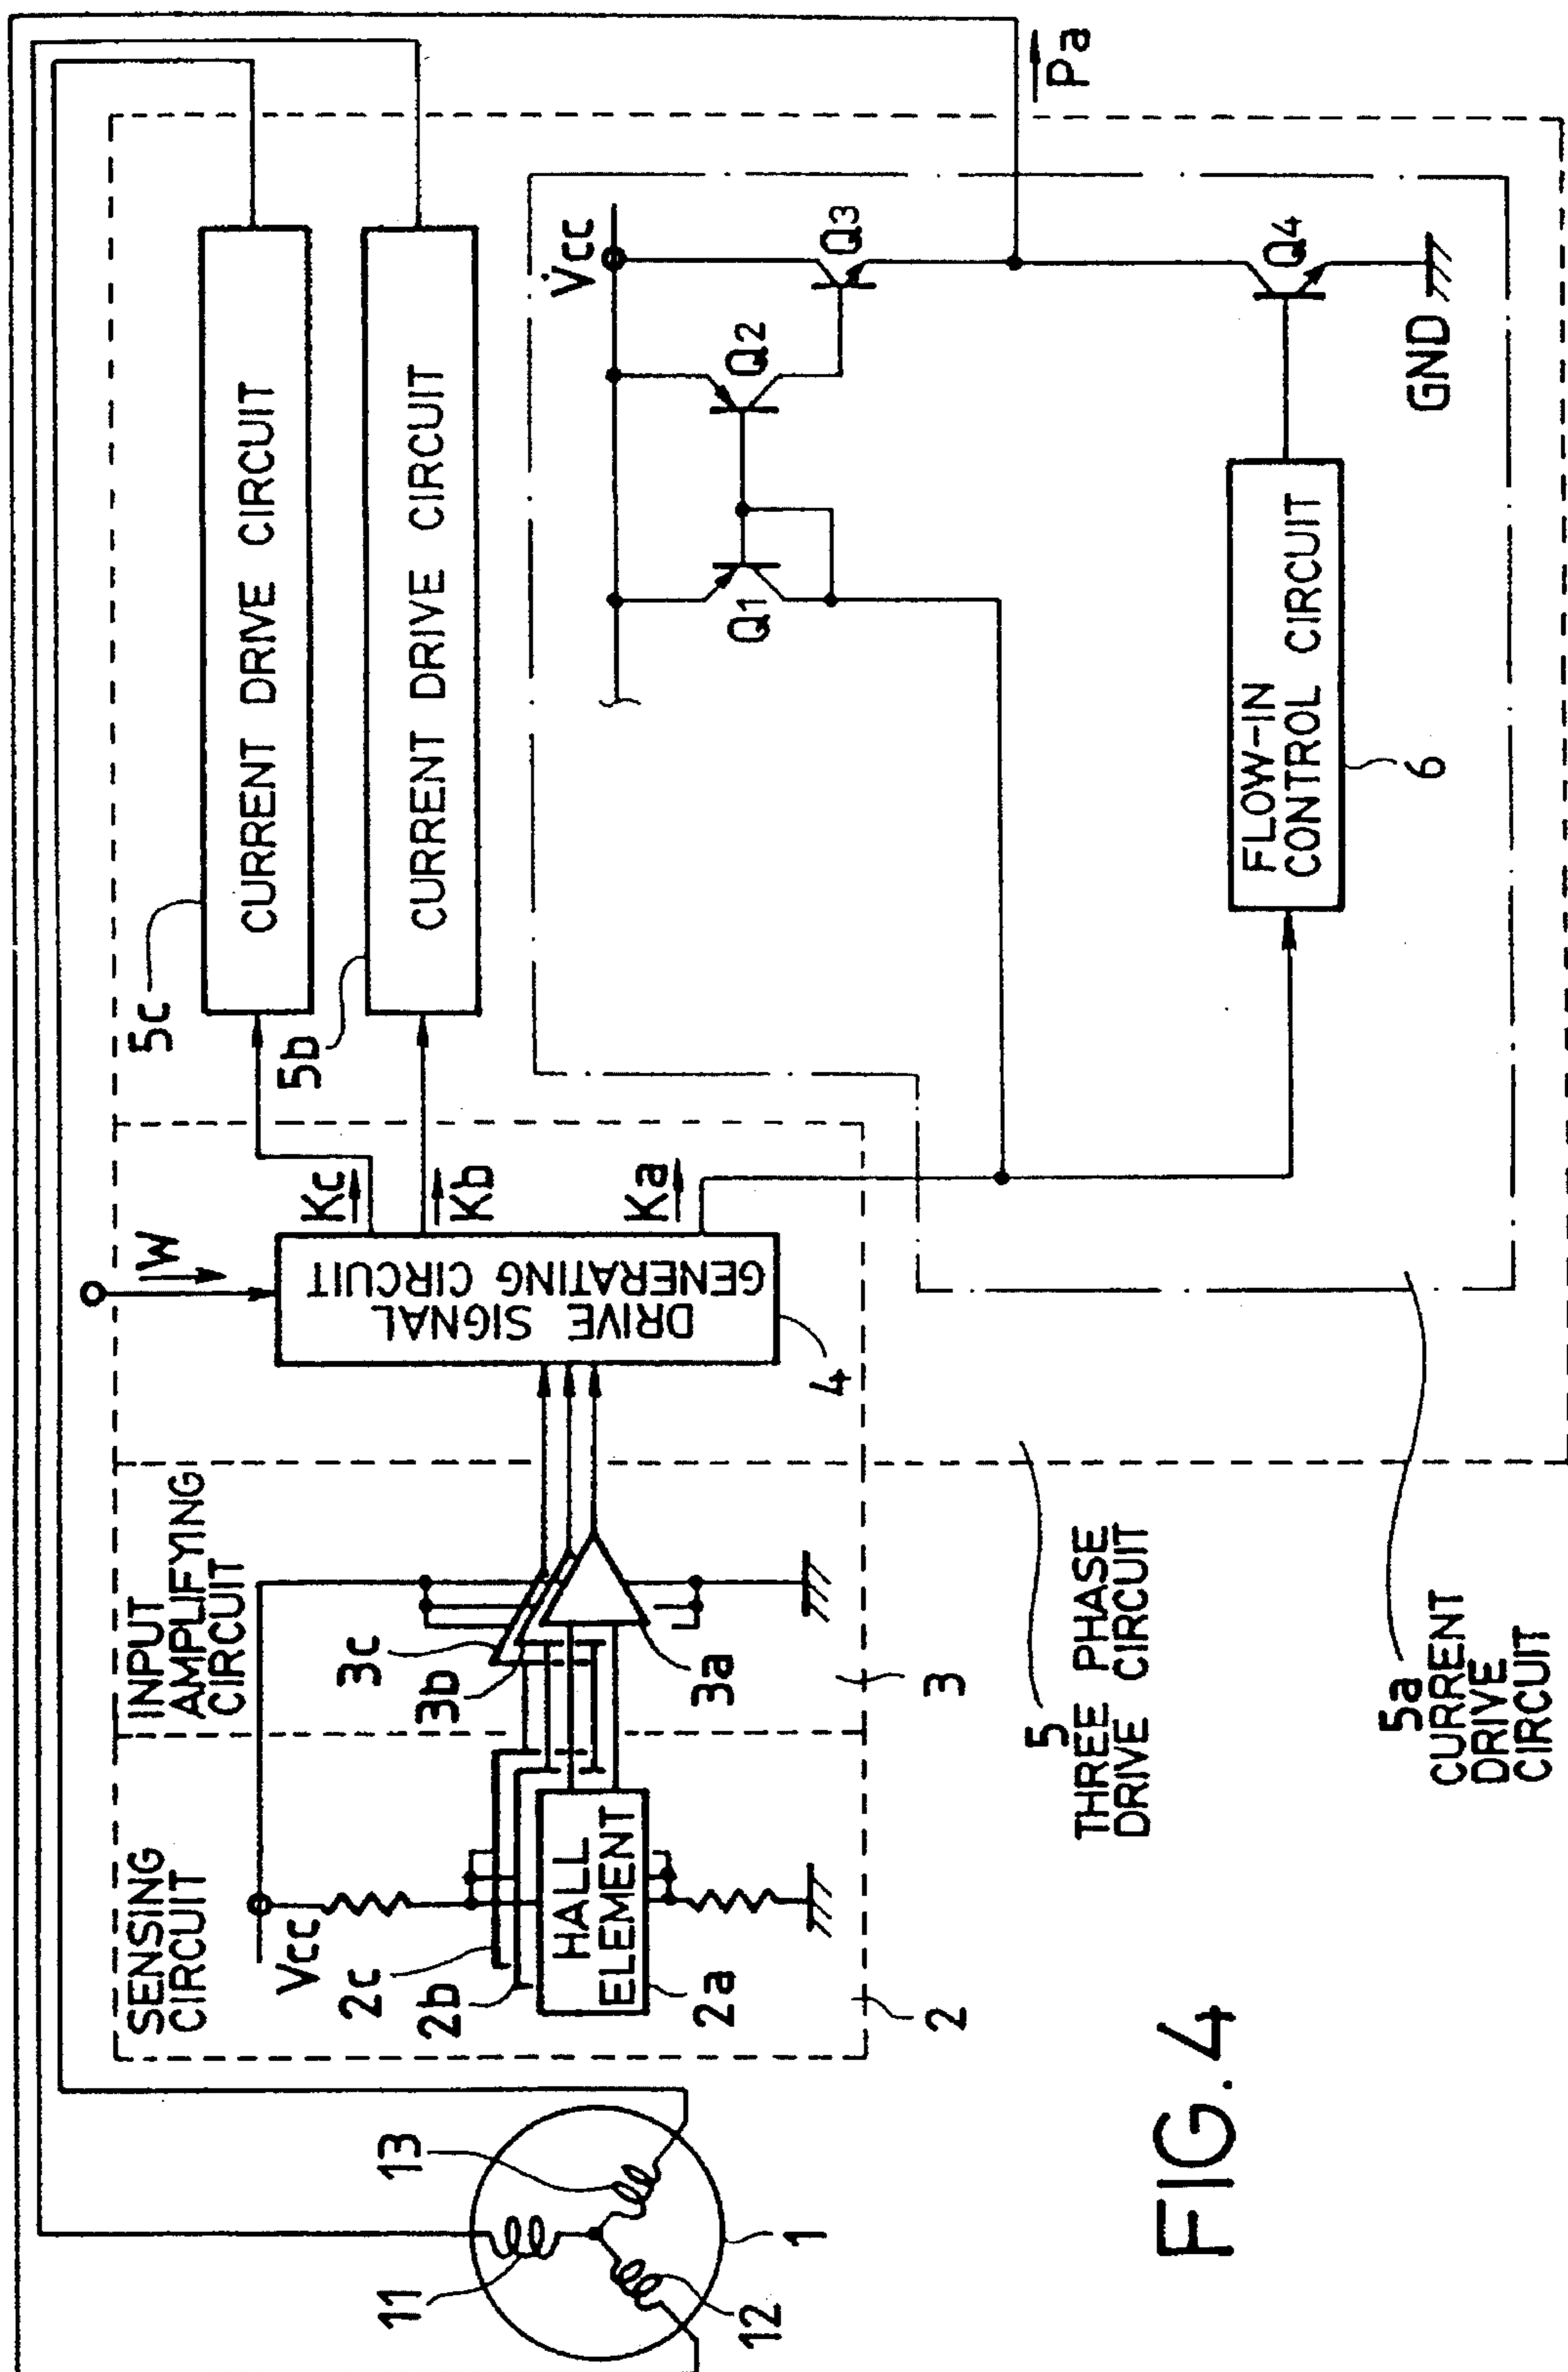 Pa
5c
CURRENT DRIVE CIRCUIT
5b
CURRENT DRIVE CIRCUIT
Vcc
Q1
Q2
Q3
Q4
GND
FLOW-IN
CONTROL CIRCUIT
6
W
Kc
Kb
Ka
DRIVE SIGNAL
GENERATING CIRCUIT
4
INPUT
AMPLIFYING
CIRCUIT
3c
3b
3a
3
SENSING
CIRCUIT
Vcc
2c
2b
HALL
ELEMENT
2a
2
13
11
12
1
5
THREE PHASE
DRIVE CIRCUIT
5a
CURRENT
DRIVE
CIRCUIT
FIG. 4